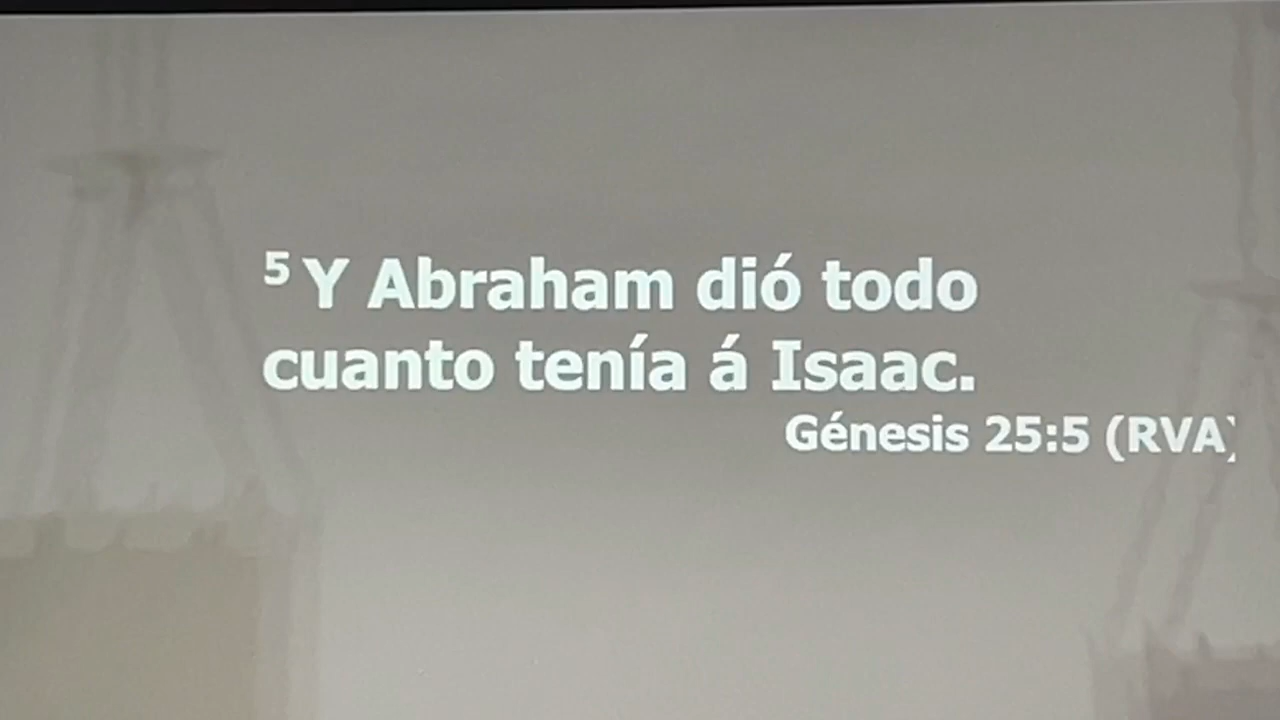 ⁵ Y Abraham dió todo
cuanto tenía á Isaac.
Génesis 25:5 (RVA)